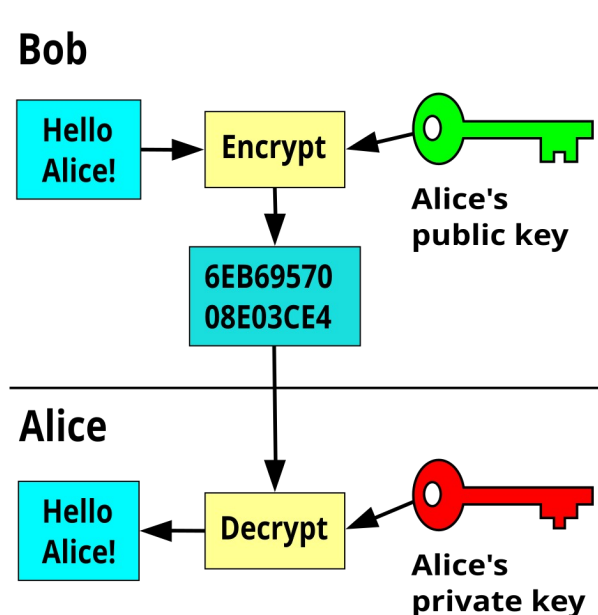 Bob
Hello
Alice!
Encrypt
Alice's
public key
6EB69570
08E03CE4
Alice
Hello
Alice!
Decrypt
Alice's
private key